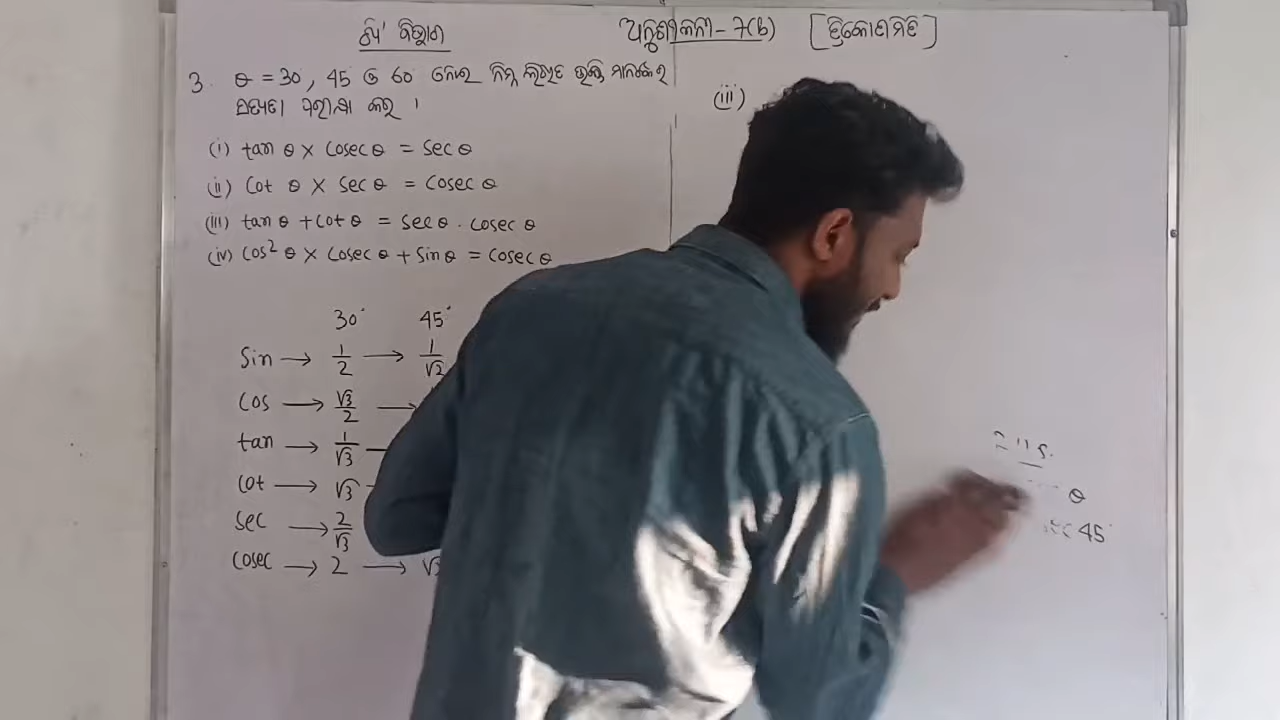 ଅନୁଶୀଳନୀ - 7(b) [ତ୍ରିକୋଣମିତି]
3. θ = 30, 45 ଓ 60 ନେଇ ନିମ୍ନ ଲିଖିତ ଉକ୍ତି ମାନଙ୍କର
ସତ୍ୟତା ପରୀକ୍ଷା କର ।
(i) tan θ × cosec θ = sec θ
(ii) cot θ × sec θ = cosec θ
(iii) tan θ + cot θ = sec θ . cosec θ
(iv) cos² θ × cosec θ + sin θ = cosec θ
30° 45°
Sin → 1/2 → 1/√2
cos → √3/2 →
tan → 1/√3
cot → √3
sec → 2/√3
cosec → 2 →
(iii)
θ
45